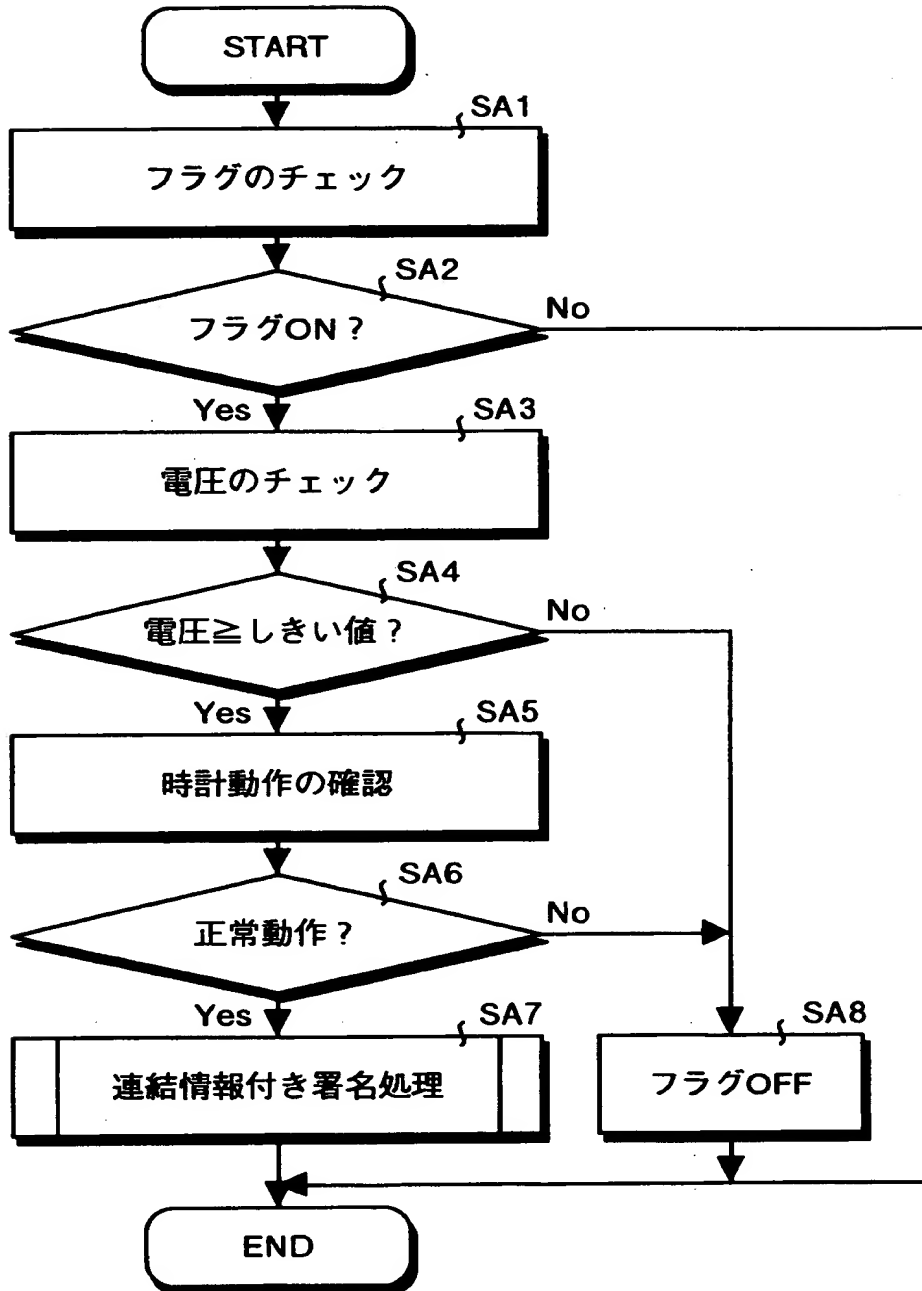 START
SA1
フラグのチェック
SA2
フラグON?
No
Yes
SA3
電圧のチェック
SA4
電圧≧しきい値?
No
Yes
SA5
時計動作の確認
SA6
正常動作?
No
Yes
SA7
連結情報付き署名処理
SA8
フラグOFF
END